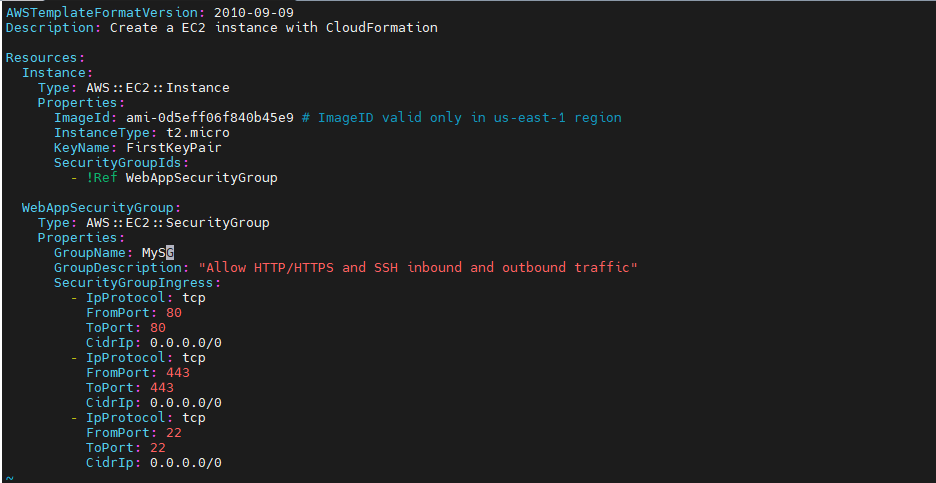 AWSTemplateFormatVersion: 2010-09-09
Description: Create a EC2 instance with CloudFormation

Resources:
  Instance:
    Type: AWS::EC2::Instance
    Properties:
      ImageId: ami-0d5eff06f840b45e9 # ImageID valid only in us-east-1 region
      InstanceType: t2.micro
      KeyName: FirstKeyPair
      SecurityGroupIds:
        - !Ref WebAppSecurityGroup

  WebAppSecurityGroup:
    Type: AWS::EC2::SecurityGroup
    Properties:
      GroupName: MySG
      GroupDescription: "Allow HTTP/HTTPS and SSH inbound and outbound traffic"
      SecurityGroupIngress:
        - IpProtocol: tcp
          FromPort: 80
          ToPort: 80
          CidrIp: 0.0.0.0/0
        - IpProtocol: tcp
          FromPort: 443
          ToPort: 443
          CidrIp: 0.0.0.0/0
        - IpProtocol: tcp
          FromPort: 22
          ToPort: 22
          CidrIp: 0.0.0.0/0
~